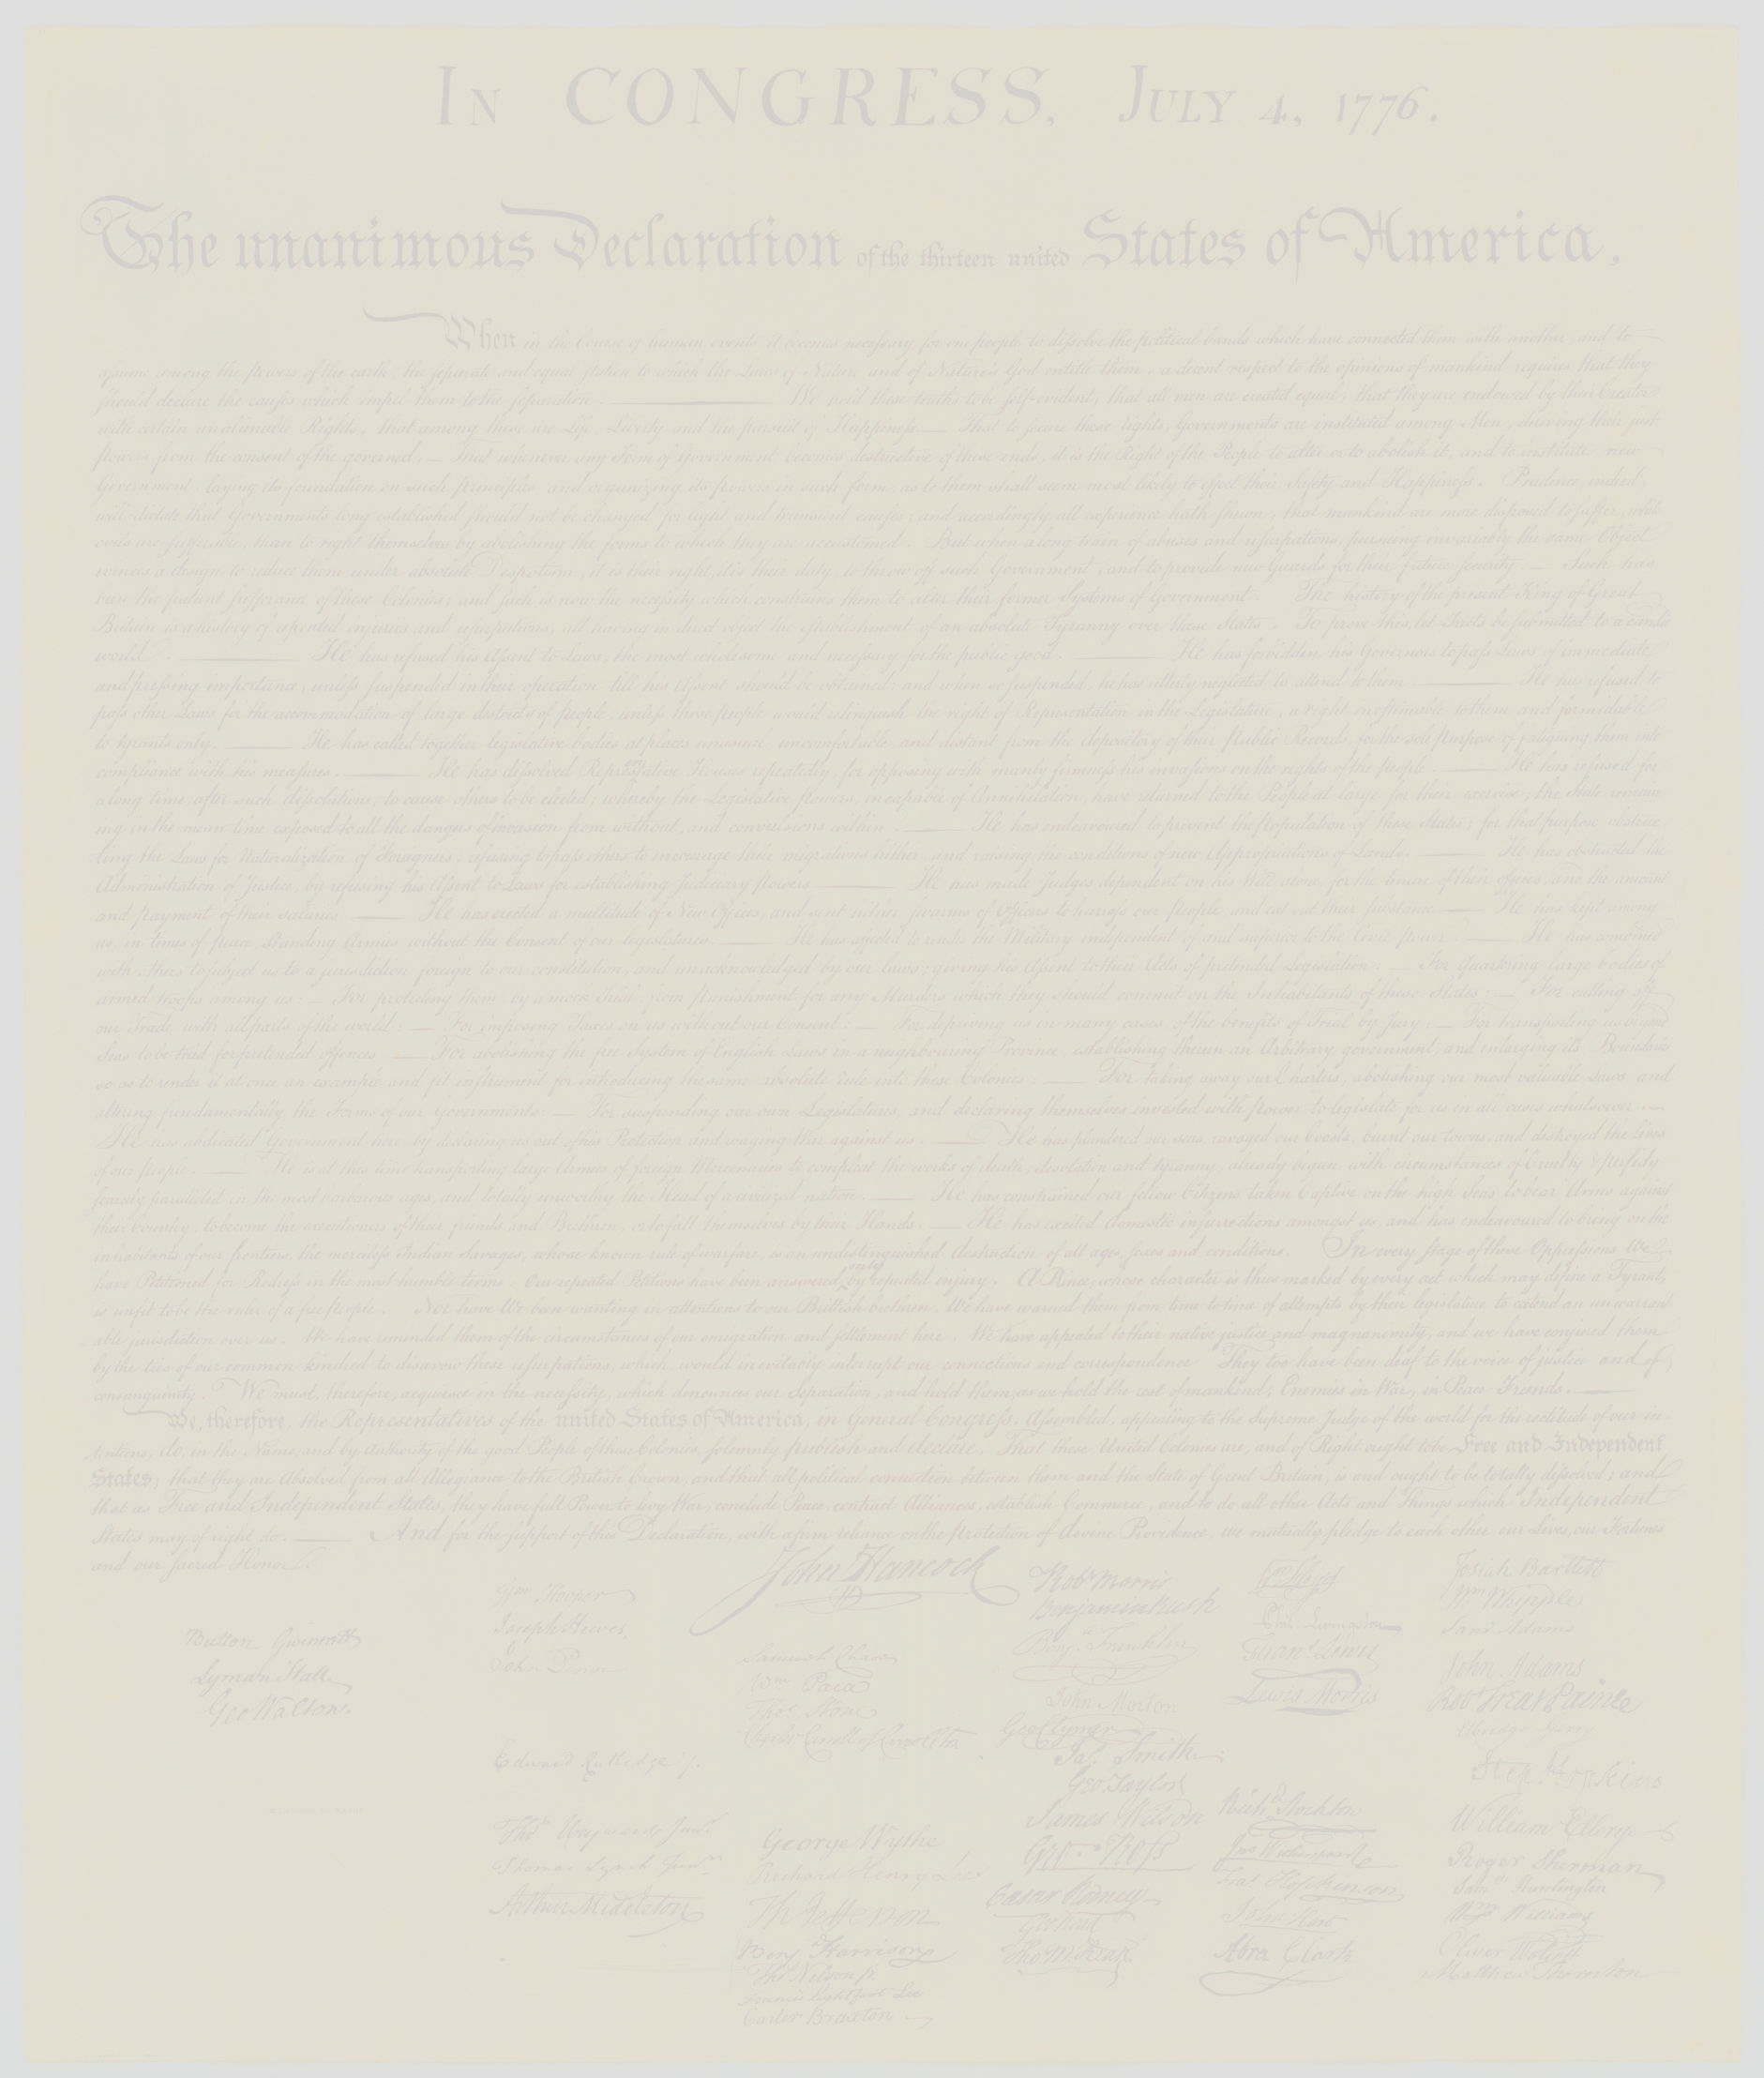 In CONGRESS, July 4, 1776.
The unanimous Declaration of the thirteen united States of America,
When in the Course of human events, it becomes necessary for one people to dissolve the political bands which have connected them with another, and to
assume among the powers of the earth, the separate and equal station to which the Laws of Nature and of Nature's God entitle them, a decent respect to the opinions of mankind requires that they
should declare the causes which impel them to the separation. — We hold these truths to be self-evident, that all men are created equal, that they are endowed by their Creator
with certain unalienable Rights, that among these are Life, Liberty and the pursuit of Happiness. — That to secure these rights, Governments are instituted among Men, deriving their just
powers from the consent of the governed, — That whenever any Form of Government becomes destructive of these ends, it is the Right of the People to alter or to abolish it, and to institute new
Government, laying its foundation on such principles and organizing its powers in such form, as to them shall seem most likely to effect their Safety and Happiness. Prudence, indeed,
will dictate that Governments long established should not be changed for light and transient causes; and accordingly all experience hath shewn, that mankind are more disposed to suffer, while
evils are sufferable, than to right themselves by abolishing the forms to which they are accustomed. But when a long train of abuses and usurpations, pursuing invariably the same Object
evinces a design to reduce them under absolute Despotism, it is their right, it is their duty, to throw off such Government, and to provide new Guards for their future security. — Such has
been the patient sufferance of these Colonies; and such is now the necessity which constrains them to alter their former Systems of Government. The history of the present King of Great
Britain is a history of repeated injuries and usurpations, all having in direct object the establishment of an absolute Tyranny over these States. To prove this, let Facts be submitted to a candid
world. — He has refused his Assent to Laws, the most wholesome and necessary for the public good. — He has forbidden his Governors to pass Laws of immediate
and pressing importance, unless suspended in their operation till his Assent should be obtained; and when so suspended, he has utterly neglected to attend to them. — He has refused to
pass other Laws for the accommodation of large districts of people, unless those people would relinquish the right of Representation in the Legislature, a right inestimable to them and formidable
to tyrants only. — He has called together legislative bodies at places unusual, uncomfortable, and distant from the depository of their Public Records, for the sole purpose of fatiguing them into
compliance with his measures. — He has dissolved Representative Houses repeatedly, for opposing with manly firmness his invasions on the rights of the people. — He has refused for
a long time, after such dissolutions, to cause others to be elected; whereby the Legislative powers, incapable of Annihilation, have returned to the People at large for their exercise; the State remain-
ing in the mean time exposed to all the dangers of invasion from without, and convulsions within. — He has endeavoured to prevent the population of these States; for that purpose obstruc-
ting the Laws for Naturalization of Foreigners; refusing to pass others to encourage their migrations hither, and raising the conditions of new Appropriations of Lands. — He has obstructed the
Administration of Justice, by refusing his Assent to Laws for establishing Judiciary powers. — He has made Judges dependent on his Will alone, for the tenure of their offices, and the amount
and payment of their salaries. — He has erected a multitude of New Offices, and sent hither swarms of Officers to harrass our people, and eat out their substance. — He has kept among
us, in times of peace, Standing Armies without the Consent of our legislatures. — He has affected to render the Military independent of and superior to the Civil power. — He has combined
with others to subject us to a jurisdiction foreign to our constitution, and unacknowledged by our laws; giving his Assent to their Acts of pretended Legislation: — For Quartering large bodies of
armed troops among us: — For protecting them, by a mock Trial, from punishment for any Murders which they should commit on the Inhabitants of these States: — For cutting off
our Trade with all parts of the world: — For imposing Taxes on us without our Consent: — For depriving us in many cases, of the benefits of Trial by Jury: — For transporting us beyond
Seas to be tried for pretended offences — For abolishing the free System of English Laws in a neighbouring Province, establishing therein an Arbitrary government, and enlarging its Boundaries
so as to render it at once an example and fit instrument for introducing the same absolute rule into these Colonies: — For taking away our Charters, abolishing our most valuable Laws, and
altering fundamentally the Forms of our Governments: — For suspending our own Legislatures, and declaring themselves invested with power to legislate for us in all cases whatsoever. —
He has abdicated Government here, by declaring us out of his Protection and waging War against us. — He has plundered our seas, ravaged our Coasts, burnt our towns, and destroyed the lives
of our people. — He is at this time transporting large Armies of foreign Mercenaries to compleat the works of death, desolation and tyranny, already begun with circumstances of Cruelty & perfidy
scarcely paralleled in the most barbarous ages, and totally unworthy the Head of a civilized nation. — He has constrained our fellow Citizens taken Captive on the high Seas to bear Arms against
their Country, to become the executioners of their friends and Brethren, or to fall themselves by their Hands. — He has excited domestic insurrections amongst us, and has endeavoured to bring on the
inhabitants of our frontiers, the merciless Indian Savages, whose known rule of warfare, is an undistinguished destruction of all ages, sexes and conditions. In every stage of these Oppressions We
have Petitioned for Redress in the most humble terms: Our repeated Petitions have been answered only by repeated injury. A Prince, whose character is thus marked by every act which may define a Tyrant,
is unfit to be the ruler of a free people. Nor have We been wanting in attentions to our Brittish brethren. We have warned them from time to time of attempts by their legislature to extend an unwarrant-
able jurisdiction over us. We have reminded them of the circumstances of our emigration and settlement here. We have appealed to their native justice and magnanimity, and we have conjured them
by the ties of our common kindred to disavow these usurpations, which, would inevitably interrupt our connections and correspondence. They too have been deaf to the voice of justice and of
consanguinity. We must, therefore, acquiesce in the necessity, which denounces our Separation, and hold them, as we hold the rest of mankind, Enemies in War, in Peace Friends. —
We, therefore, the Representatives of the united States of America, in General Congress, Assembled, appealing to the Supreme Judge of the world for the rectitude of our in-
tentions, do, in the Name, and by Authority of the good People of these Colonies, solemnly publish and declare, That these United Colonies are, and of Right ought to be Free and Independent
States; that they are Absolved from all Allegiance to the British Crown, and that all political connection between them and the State of Great Britain, is and ought to be totally dissolved; and
that as Free and Independent States, they have full Power to levy War, conclude Peace, contract Alliances, establish Commerce, and to do all other Acts and Things which Independent
States may of right do. — And for the support of this Declaration, with a firm reliance on the protection of divine Providence, we mutually pledge to each other our Lives, our Fortunes
and our sacred Honor.
Button Gwinnett
Lyman Hall
Geo Walton.
Wm Hooper
Joseph Hewes,
John Penn
Edward Rutledge /.
Thos Heyward Junr.
Thomas Lynch Junr.
Arthur Middleton
John Hancock
Samuel Chase
Wm Paca
Thos Stone
Charles Carroll of Carrollton
George Wythe
Richard Henry Lee
Th Jefferson
Benj Harrison
Thos Nelson jr.
Francis Lightfoot Lee
Carter Braxton
Robt Morris
Benjamin Rush
Benj. Franklin
John Morton
Geo Clymer
Jas. Smith
Geo. Taylor
James Wilson
Geo. Ross
Caesar Rodney
Geo Read
Tho M:Kean
Wm Floyd
Phil. Livingston
Frans. Lewis
Lewis Morris
Richd. Stockton
Jno Witherspoon
Fras. Hopkinson
John Hart
Abra Clark
Josiah Bartlett
Wm Whipple
Saml Adams
John Adams
Robt Treat Paine
Elbridge Gerry
Step. Hopkins
William Ellery
Roger Sherman
Saml Huntington
Wm Williams
Oliver Wolcott
Matthew Thornton